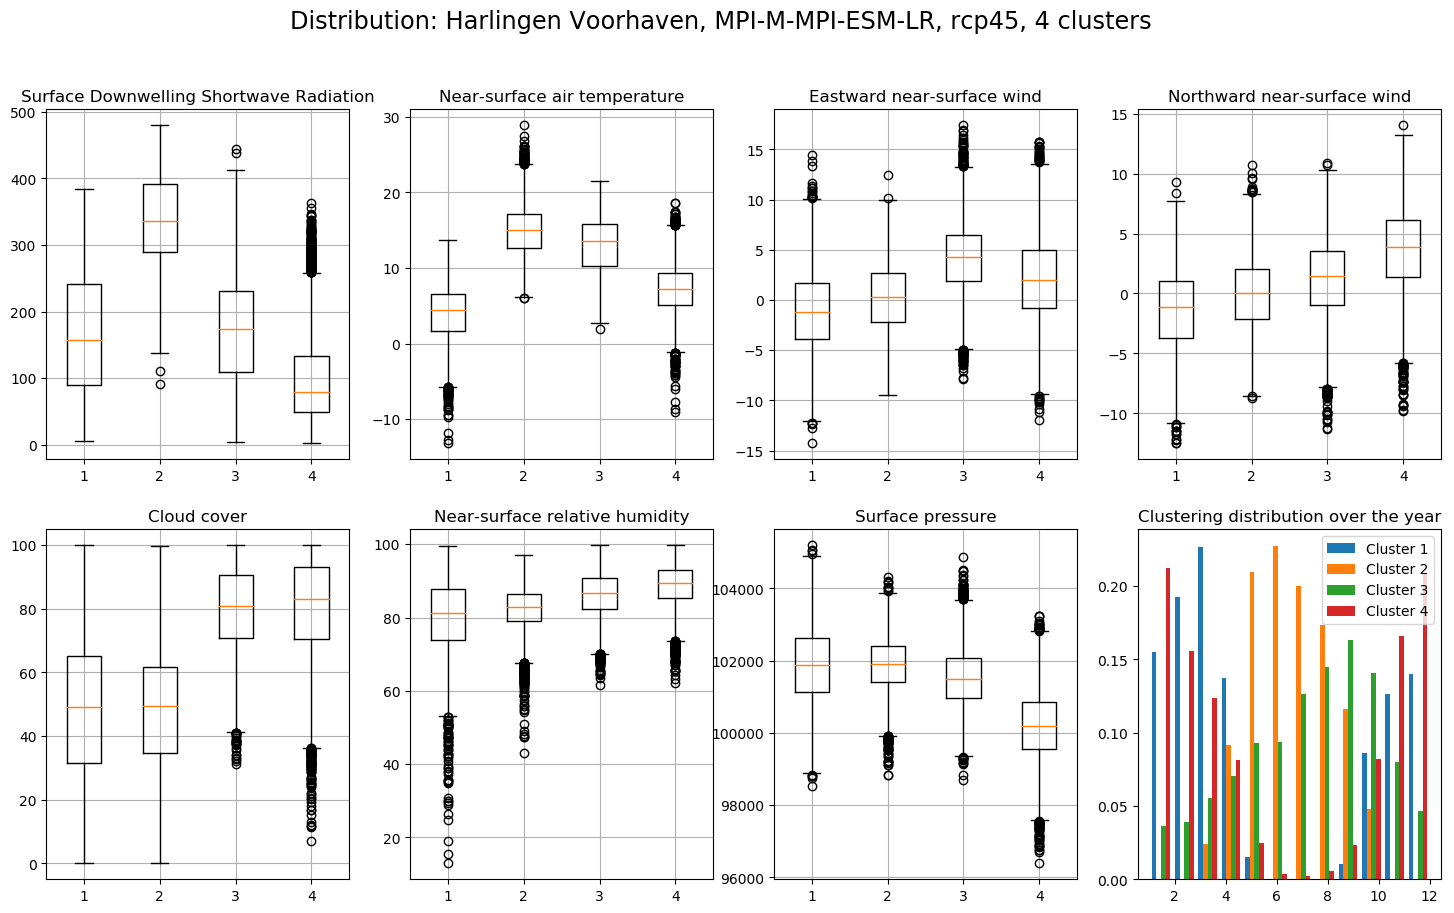 Distribution: Harlingen Voorhaven, MPI-M-MPI-ESM-LR, rcp45, 4 clusters
Surface Downwelling Shortwave Radiation
500
400
300
200
100
0
1 2 3 4
Near-surface air temperature
30
20
10
0
−10
1 2 3 4
Eastward near-surface wind
15
10
5
0
−5
−10
−15
1 2 3 4
Northward near-surface wind
15
10
5
0
−5
−10
1 2 3 4
Cloud cover
100
80
60
40
20
0
1 2 3 4
Near-surface relative humidity
100
80
60
40
20
1 2 3 4
Surface pressure
104000
102000
100000
98000
96000
1 2 3 4
Clustering distribution over the year
Cluster 1
Cluster 2
Cluster 3
Cluster 4
0.20
0.15
0.10
0.05
0.00
2 4 6 8 10 12